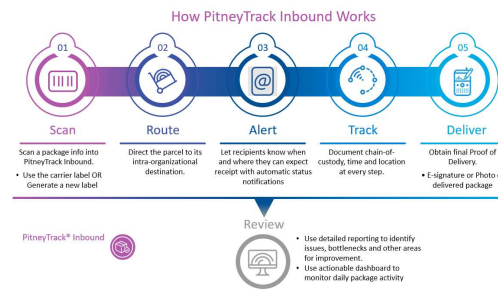 How PitneyTrack Inbound Works
01
02
03
04
05
Scan
Route
Alert
Track
Deliver
Scan a package info into
PitneyTrack Inbound.
• Use the carrier label OR
Generate a new label
Direct the parcel to its
intra-organizational
destination.
Let recipients know when
and where they can expect
receipt with automatic status
notifications
Document chain-of-
custody, time and location
at every step.
Obtain final Proof of
Delivery.
• E-signature or Photo
delivered package
Review
PitneyTrack® Inbound
• Use detailed reporting to identify
issues, bottlenecks and other areas
for improvement.
• Use actionable dashboard to
monitor daily package activity